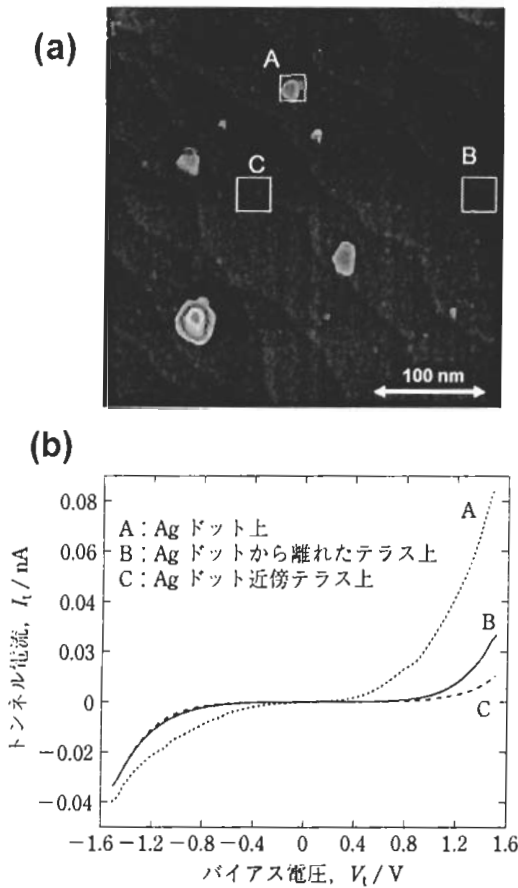 (a)
A
C
B
100 nm
(b)
A：Ag ドット上
B：Ag ドットから離れたテラス上
C：Ag ドット近傍テラス上
A
B
C
0.08
0.06
0.04
0.03
0
−0.02
−0.04
トンネル電流, It / nA
−1.6 −1.2 −0.8 −0.4 0 0.4 0.8 1.2 1.6
バイアス電圧, Vt / V